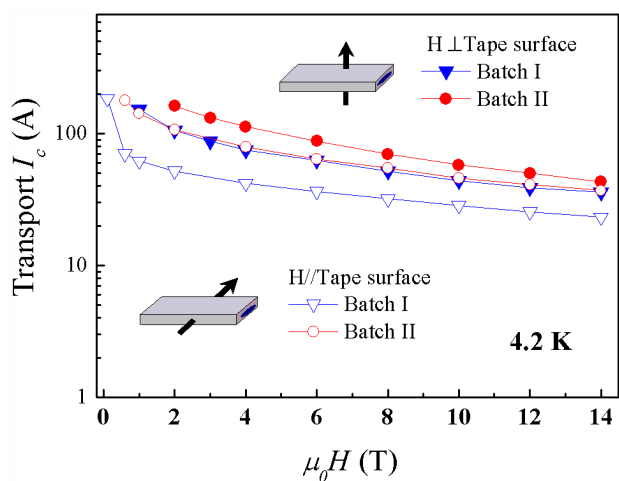 H⊥Tape surface
Batch I
Batch II
Transport I_c (A)
100
10
1
H//Tape surface
Batch I
Batch II
4.2 K
0 2 4 6 8 10 12 14
μ₀H (T)